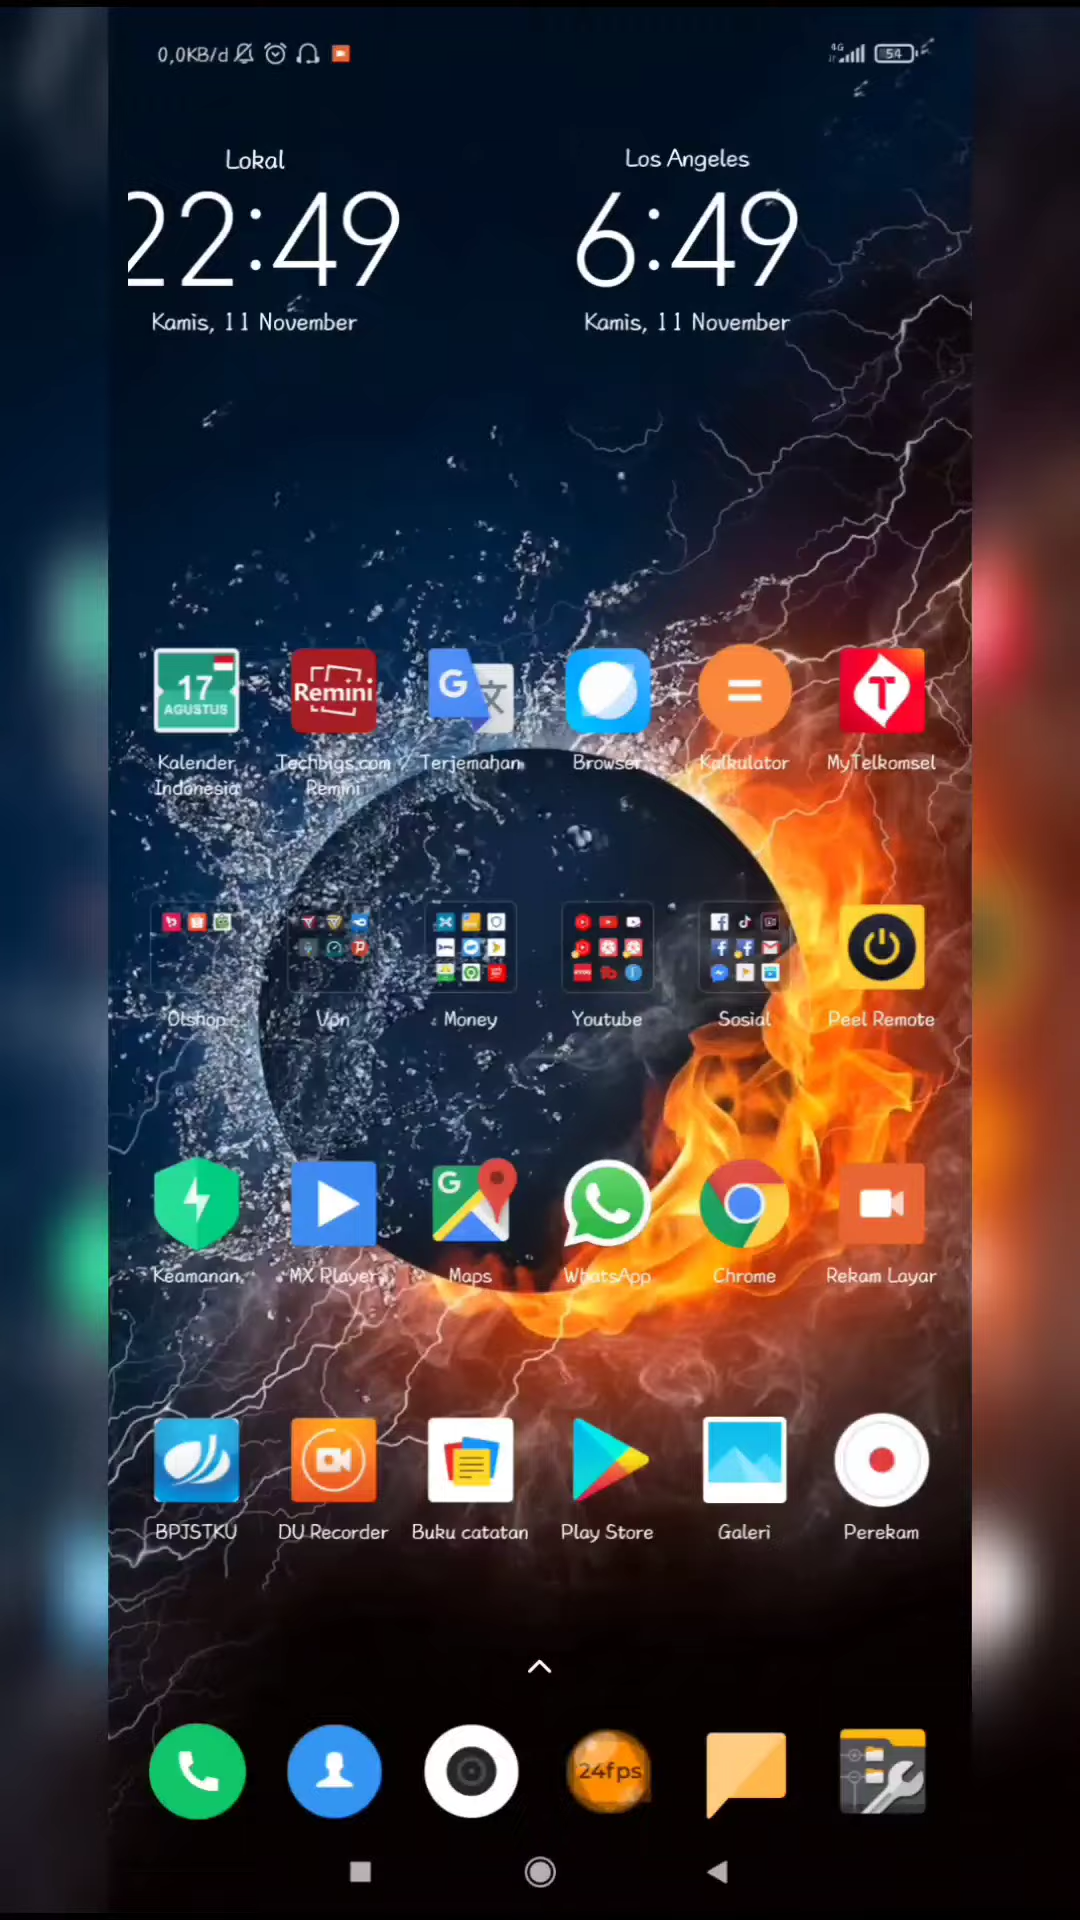 0,0KB/d
4G
54
Lokal
Los Angeles
22:49
6:49
Kamis, 11 November
Kamis, 11 November
17
AGUSTUS
Remini
G
T
Kalender
Indonesia
Techbigs.com
Remini
Terjemahan
Browser
Kalkulator
MyTelkomsel
Olshop
Vpn
Money
Youtube
Sosial
Peel Remote
G
Keamanan
MX Player
Maps
WhatsApp
Chrome
Rekam Layar
BPJSTKU
DU Recorder
Buku catatan
Play Store
Galeri
Perekam
24fps